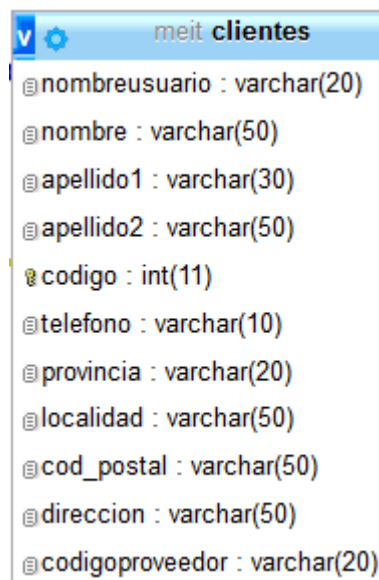 v meit clientes
nombreusuario : varchar(20)
nombre : varchar(50)
apellido1 : varchar(30)
apellido2 : varchar(50)
codigo : int(11)
telefono : varchar(10)
provincia : varchar(20)
localidad : varchar(50)
cod_postal : varchar(50)
direccion : varchar(50)
codigoproveedor : varchar(20)